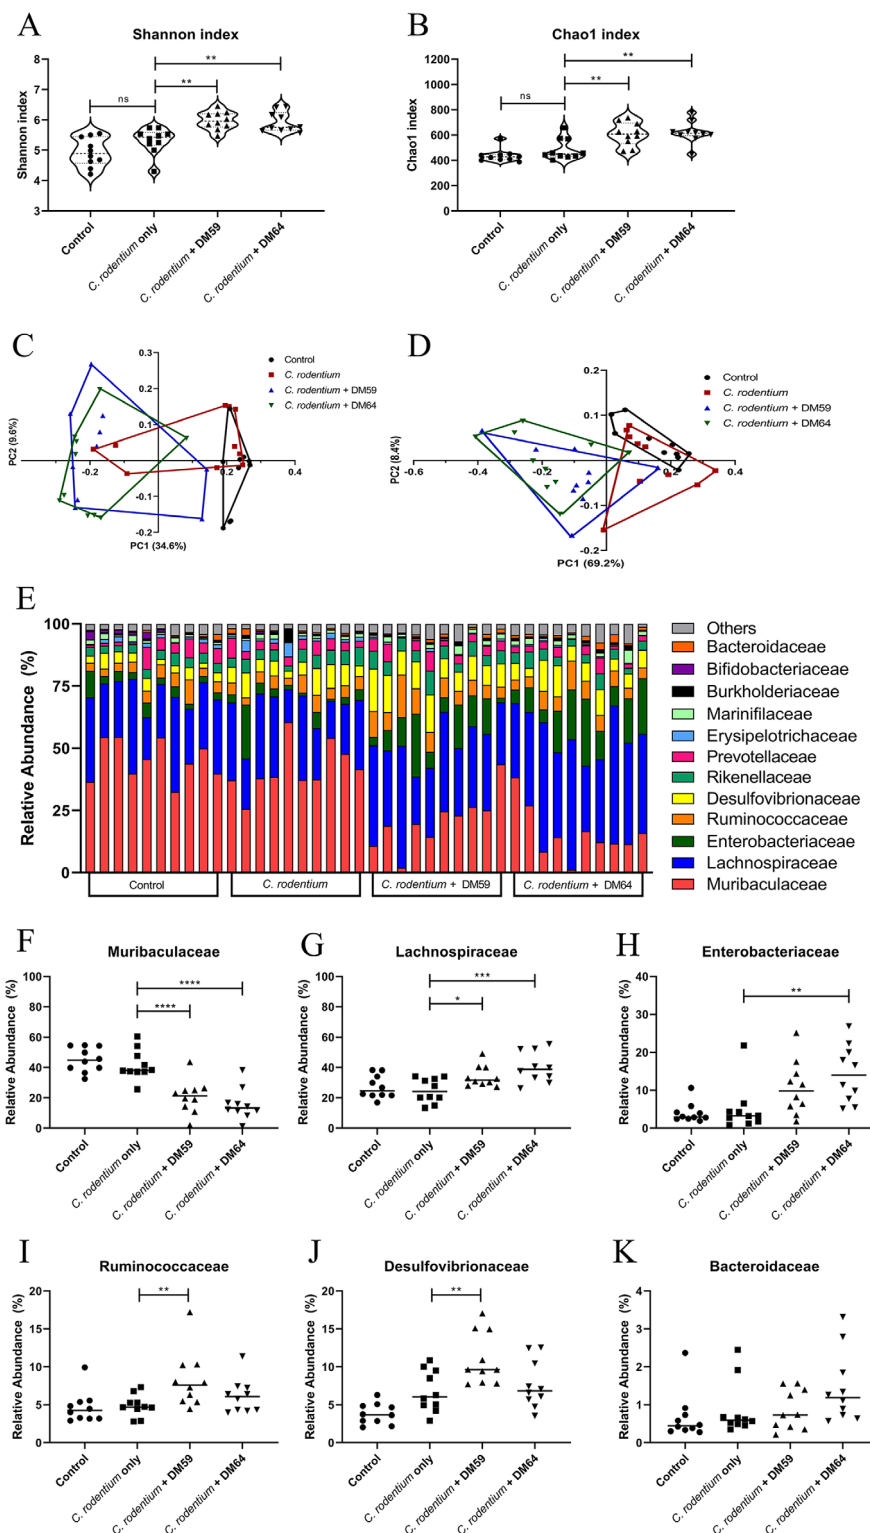 A
Shannon index
8
7
6
5
4
3
Shannon index
ns
**
**
Control
C. rodentium only
C. rodentium + DM59
C. rodentium + DM64
B
Chao1 index
1200
1000
800
600
400
200
0
Chao1 index
ns
**
**
Control
C. rodentium only
C. rodentium + DM59
C. rodentium + DM64
C
0.3
0.2
0.1
-0.1
-0.2
-0.2
0.2
0.4
PC2 (9.6%)
PC1 (34.6%)
Control
C. rodentium
C. rodentium + DM59
C. rodentium + DM64
D
0.2
0.1
-0.1
-0.2
-0.6
-0.4
-0.2
0.2
0.4
PC2 (8.4%)
PC1 (69.2%)
Control
C. rodentium
C. rodentium + DM59
C. rodentium + DM64
E
100
75
50
25
0
Relative Abundance (%)
Control
C. rodentium
C. rodentium + DM59
C. rodentium + DM64
Others
Bacteroidaceae
Bifidobacteriaceae
Burkholderiaceae
Marinifilaceae
Erysipelotrichaceae
Prevotellaceae
Rikenellaceae
Desulfovibrionaceae
Ruminococcaceae
Enterobacteriaceae
Lachnospiraceae
Muribaculaceae
F
Muribaculaceae
100
80
60
40
20
0
Relative Abundance (%)
****
****
Control
C. rodentium only
C. rodentium + DM59
C. rodentium + DM64
G
Lachnospiraceae
100
80
60
40
20
0
Relative Abundance (%)
***
*
Control
C. rodentium only
C. rodentium + DM59
C. rodentium + DM64
H
Enterobacteriaceae
40
30
20
10
0
Relative Abundance (%)
**
Control
C. rodentium only
C. rodentium + DM59
C. rodentium + DM64
I
Ruminococcaceae
20
15
10
5
0
Relative Abundance (%)
**
Control
C. rodentium only
C. rodentium + DM59
C. rodentium + DM64
J
Desulfovibrionaceae
20
15
10
5
0
Relative Abundance (%)
**
Control
C. rodentium only
C. rodentium + DM59
C. rodentium + DM64
K
Bacteroidaceae
4
3
2
1
0
Relative Abundance (%)
Control
C. rodentium only
C. rodentium + DM59
C. rodentium + DM64